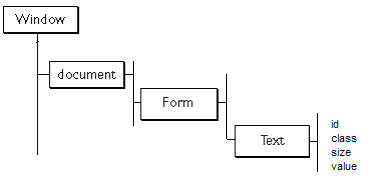 Window
document
Form
Text
id
class
size
value